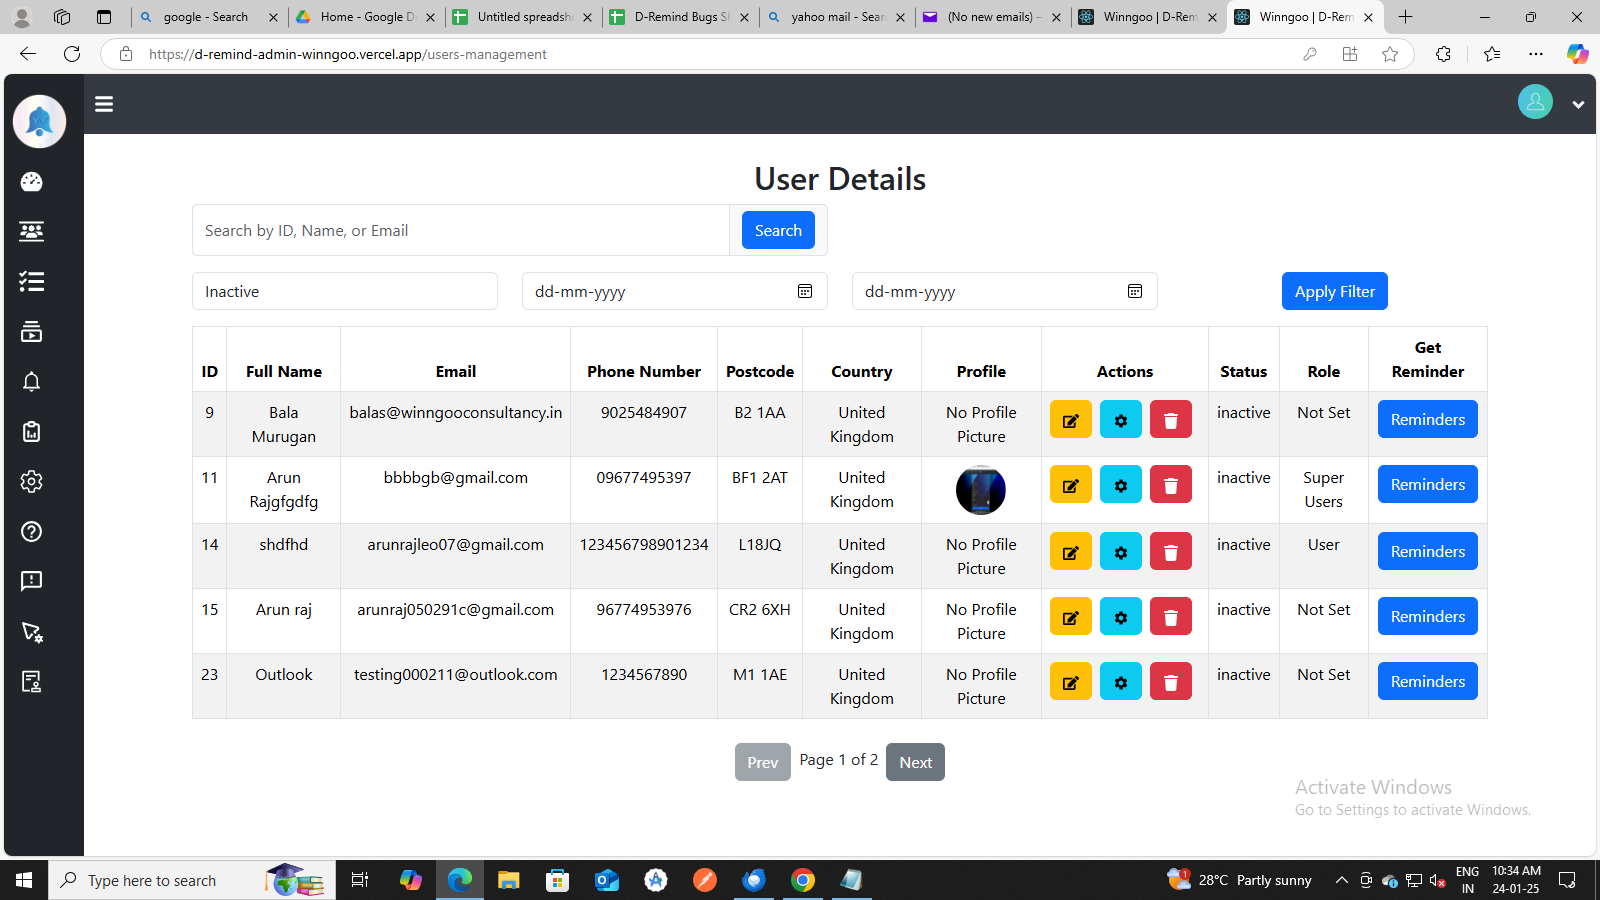 google - Search
Home - Google D
Untitled spreadsh
D-Remind Bugs S
yahoo mail - Sear
(No new emails) –
Winngoo | D-Rem
Winngoo | D-Rem
https://d-remind-admin-winngoo.vercel.app/users-management
User Details
Search by ID, Name, or Email
Search
Inactive
dd-mm-yyyy
dd-mm-yyyy
Apply Filter
ID Full Name Email Phone Number Postcode Country Profile Actions Status Role Get Reminder
9 Bala Murugan balas@winngooconsultancy.in 9025484907 B2 1AA United Kingdom No Profile Picture inactive Not Set Reminders
11 Arun Rajgfgdfg bbbbgb@gmail.com 09677495397 BF1 2AT United Kingdom inactive Super Users Reminders
14 shdfhd arunrajleo07@gmail.com 123456798901234 L18JQ United Kingdom No Profile Picture inactive User Reminders
15 Arun raj arunraj050291c@gmail.com 96774953976 CR2 6XH United Kingdom No Profile Picture inactive Not Set Reminders
23 Outlook testing000211@outlook.com 1234567890 M1 1AE United Kingdom No Profile Picture inactive Not Set Reminders
Prev Page 1 of 2 Next
Activate Windows
Go to Settings to activate Windows.
Type here to search
1
28°C Partly sunny
ENG
IN
10:34 AM
24-01-25